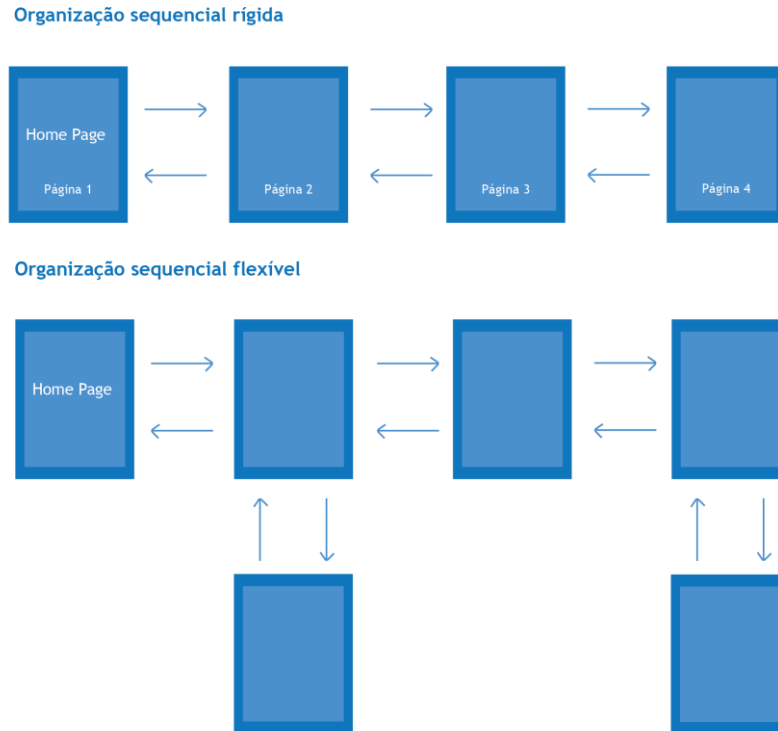 Organização sequencial rígida
Home Page
Página 1
Página 2
Página 3
Página 4
Organização sequencial flexível
Home Page